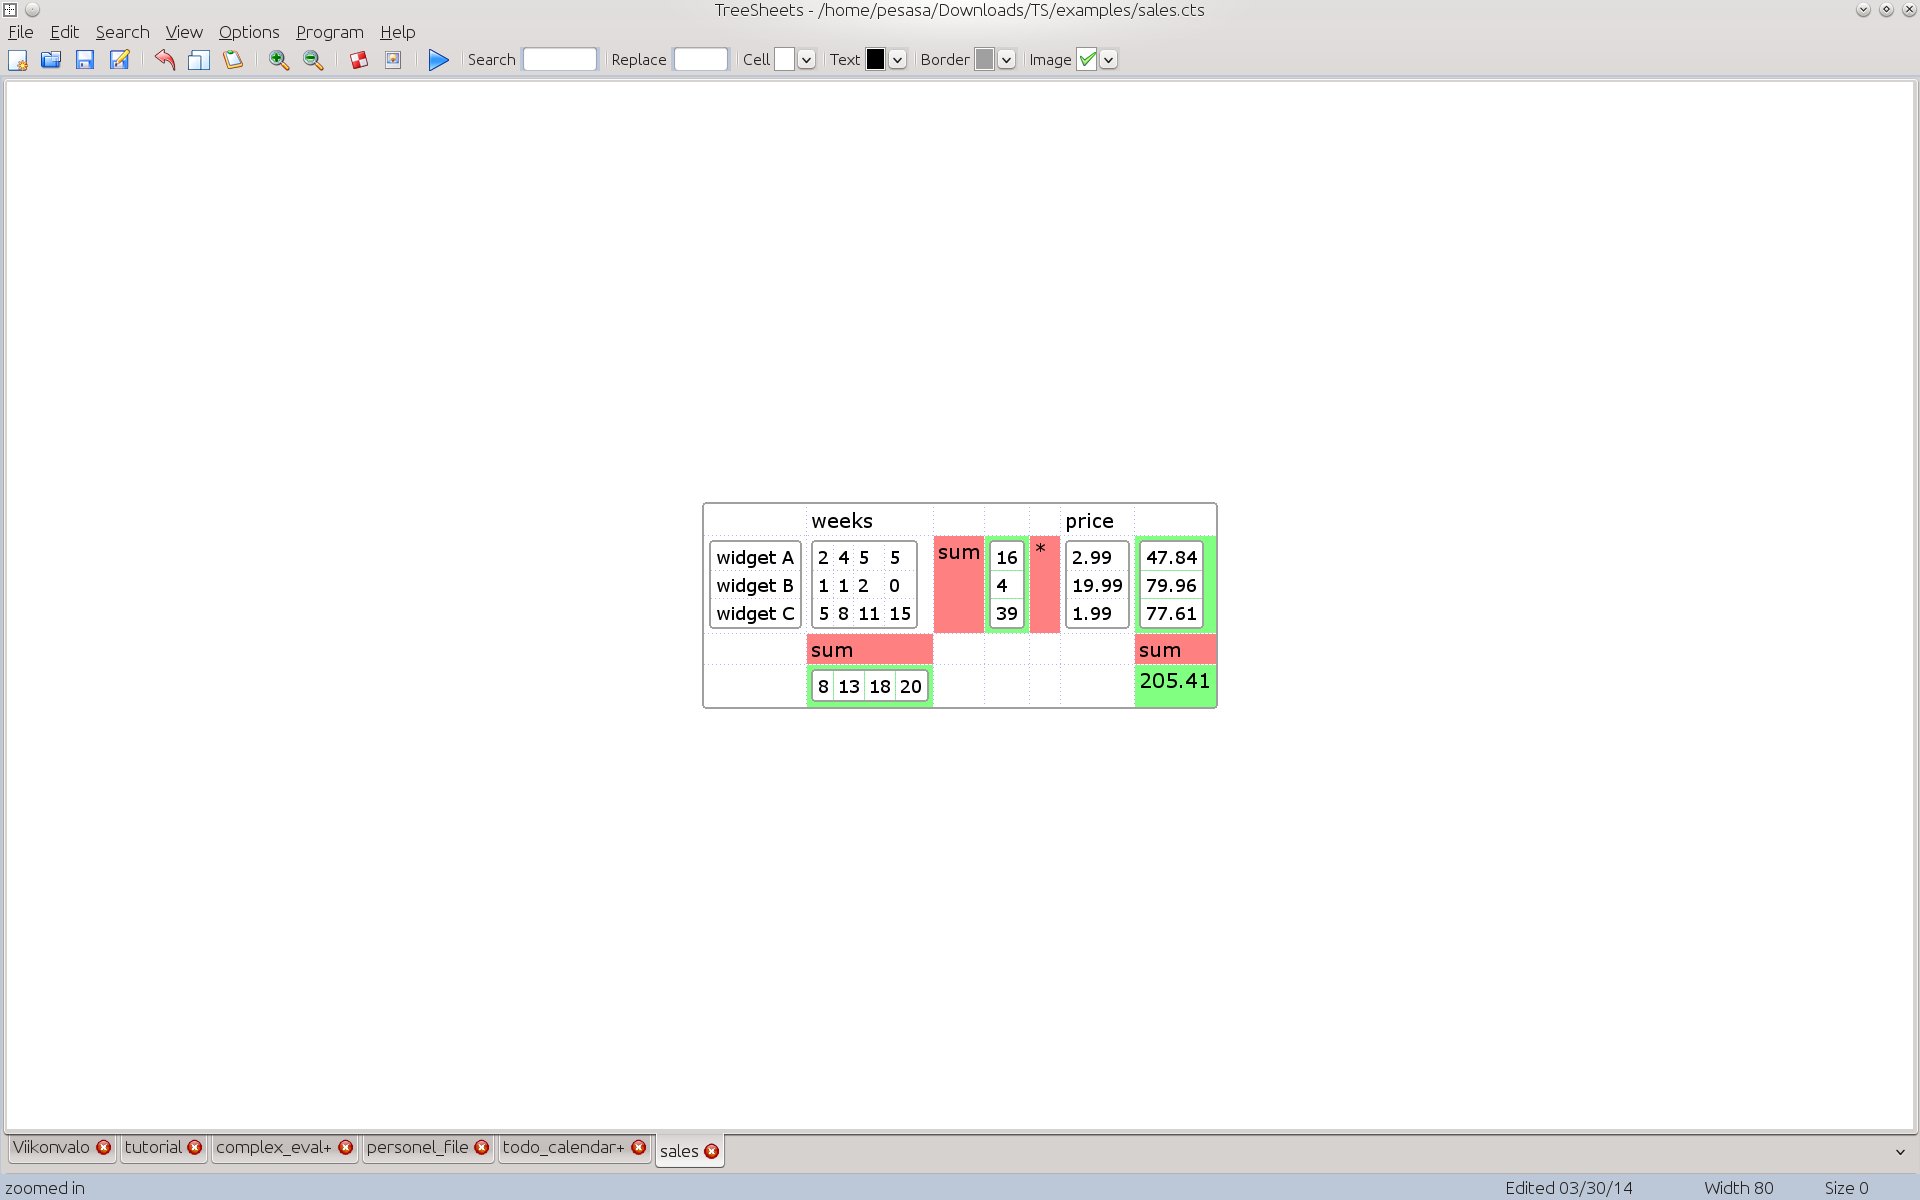 TreeSheets - /home/pesasa/Downloads/TS/examples/sales.cts
File Edit Search View Options Program Help
Search Replace Cell Text Border Image
weeks price
widget A 2 4 5 5 sum 16 * 2.99 47.84
widget B 1 1 2 0 4 19.99 79.96
widget C 5 8 11 15 39 1.99 77.61
sum sum
8 13 18 20 205.41
Viikonvalo tutorial complex_eval+ personel_file todo_calendar+ sales
zoomed in Edited 03/30/14 Width 80 Size 0